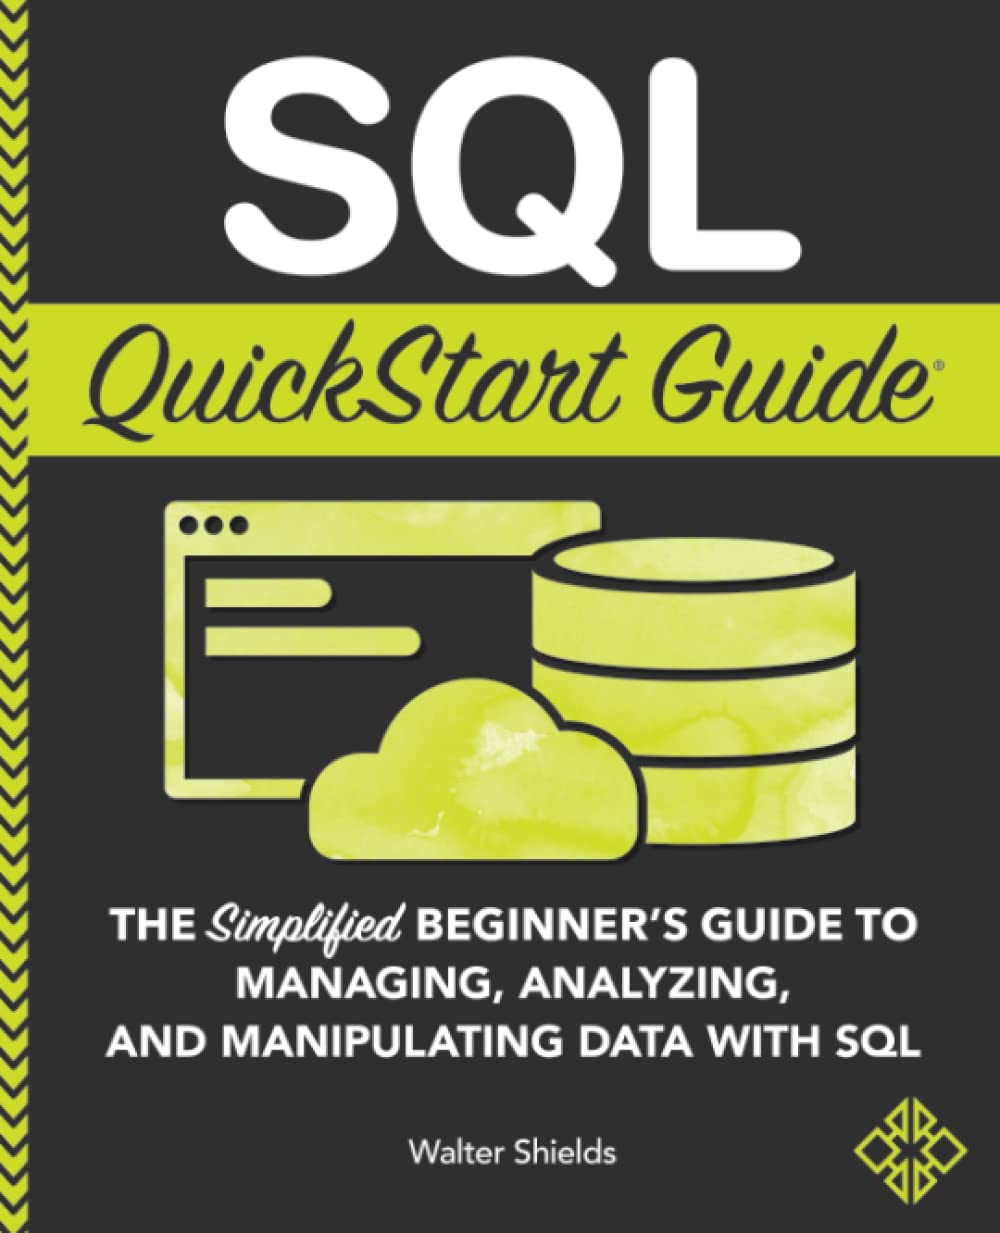 SQL
QuickStart Guide®
THE Simplified BEGINNER'S GUIDE TO
MANAGING, ANALYZING,
AND MANIPULATING DATA WITH SQL
Walter Shields